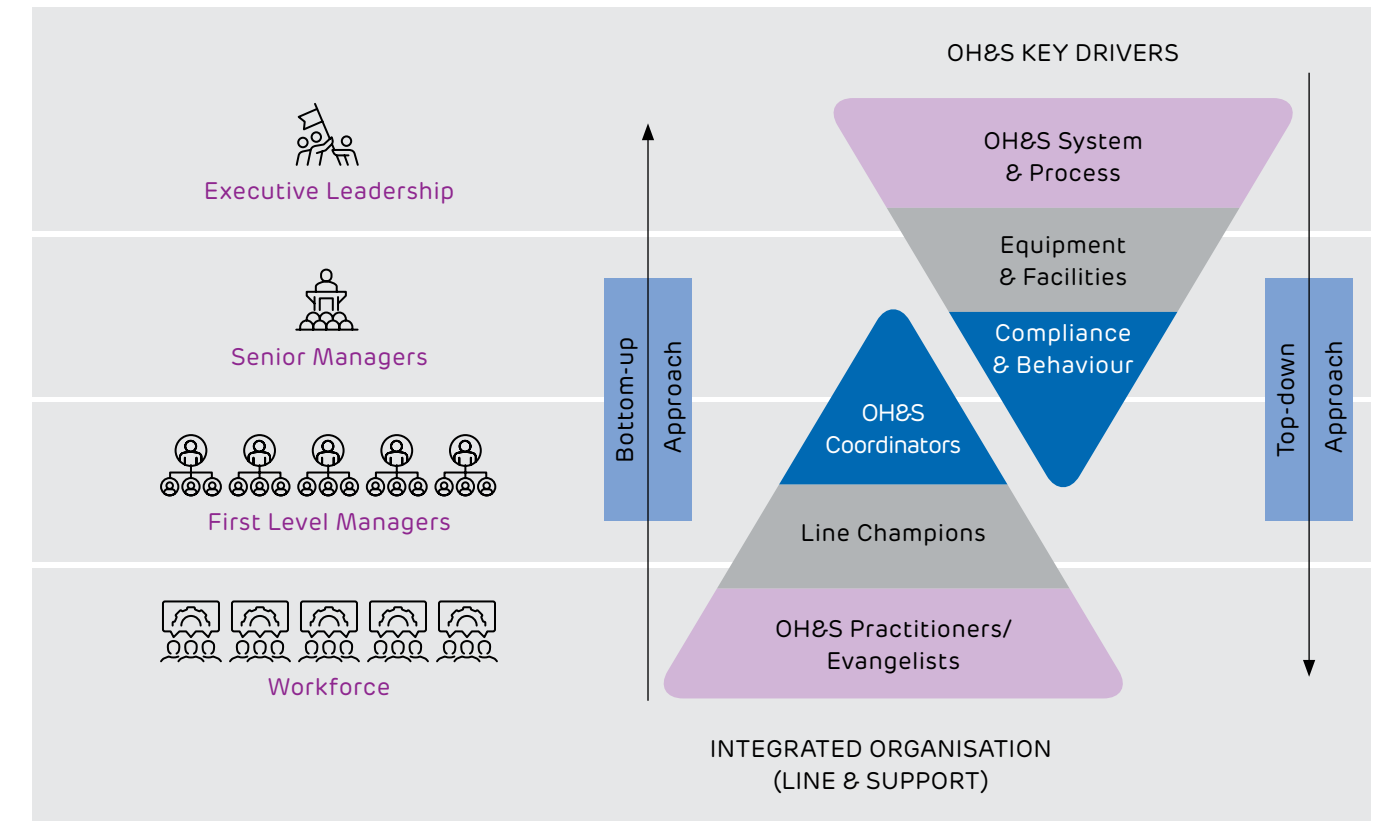 OH&S KEY DRIVERS
Executive Leadership
OH&S System
& Process
Senior Managers
Equipment
& Facilities
Compliance
& Behaviour
Bottom-up
Approach
Top-down
Approach
First Level Managers
OH&S
Coordinators
Line Champions
Workforce
OH&S Practitioners/
Evangelists
INTEGRATED ORGANISATION
(LINE & SUPPORT)